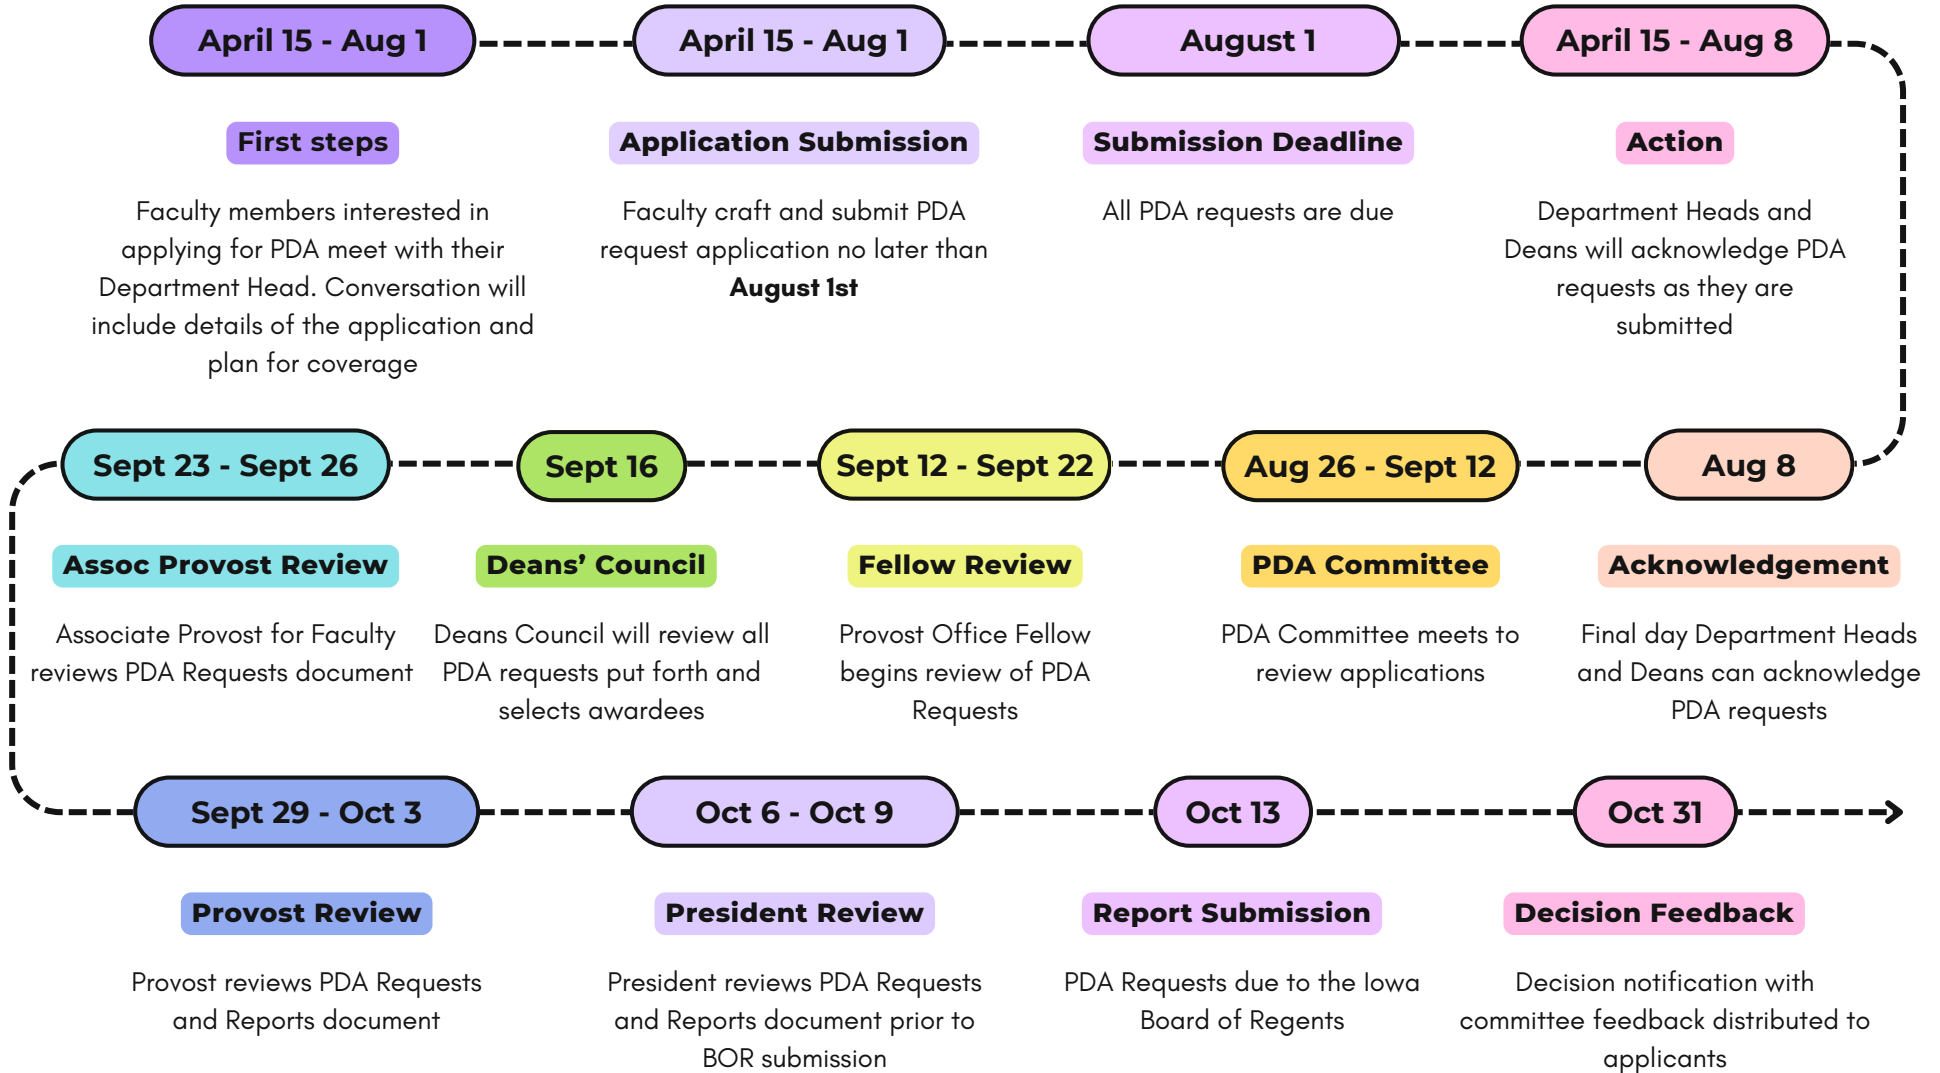 April 15 - Aug 1
First steps
Faculty members interested in
applying for PDA meet with their
Department Head. Conversation will
include details of the application and
plan for coverage
April 15 - Aug 1
Application Submission
Faculty craft and submit PDA
request application no later than
August 1st
August 1
Submission Deadline
All PDA requests are due
April 15 - Aug 8
Action
Department Heads and
Deans will acknowledge PDA
requests as they are
submitted
Aug 8
Acknowledgement
Final day Department Heads
and Deans can acknowledge
PDA requests
Aug 26 - Sept 12
PDA Committee
PDA Committee meets to
review applications
Sept 12 - Sept 22
Fellow Review
Provost Office Fellow
begins review of PDA
Requests
Sept 16
Deans’ Council
Deans Council will review all
PDA requests put forth and
selects awardees
Sept 23 - Sept 26
Assoc Provost Review
Associate Provost for Faculty
reviews PDA Requests document
Sept 29 - Oct 3
Provost Review
Provost reviews PDA Requests
and Reports document
Oct 6 - Oct 9
President Review
President reviews PDA Requests
and Reports document prior to
BOR submission
Oct 13
Report Submission
PDA Requests due to the Iowa
Board of Regents
Oct 31
Decision Feedback
Decision notification with
committee feedback distributed to
applicants